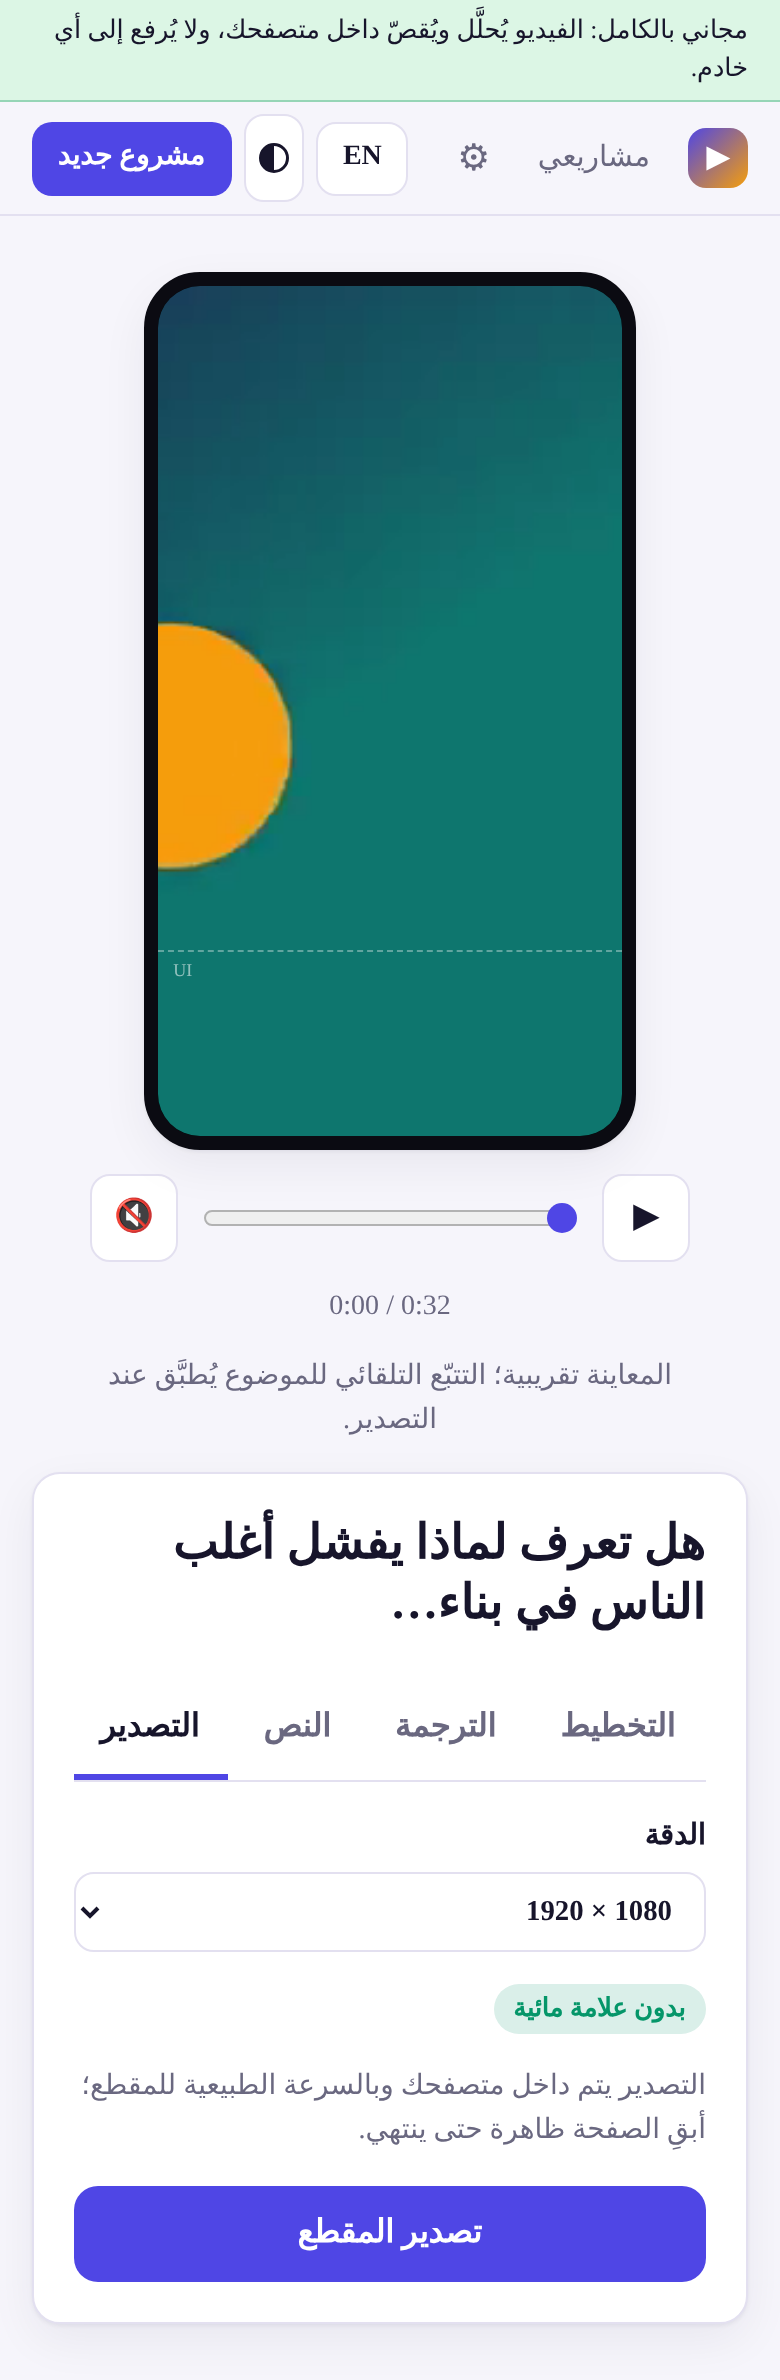 مجاني بالكامل: الفيديو يُحلَّل ويُقصّ داخل متصفحك، ولا يُرفع إلى أي
خادم.
مشاريعي
EN
مشروع جديد
UI
0:00 / 0:32
المعاينة تقريبية؛ التتبّع التلقائي للموضوع يُطبَّق عند
التصدير.
هل تعرف لماذا يفشل أغلب
الناس في بناء…
التخطيط
الترجمة
النص
التصدير
الدقة
1080 × 1920
بدون علامة مائية
التصدير يتم داخل متصفحك وبالسرعة الطبيعية للمقطع؛
أبقِ الصفحة ظاهرة حتى ينتهي.
تصدير المقطع